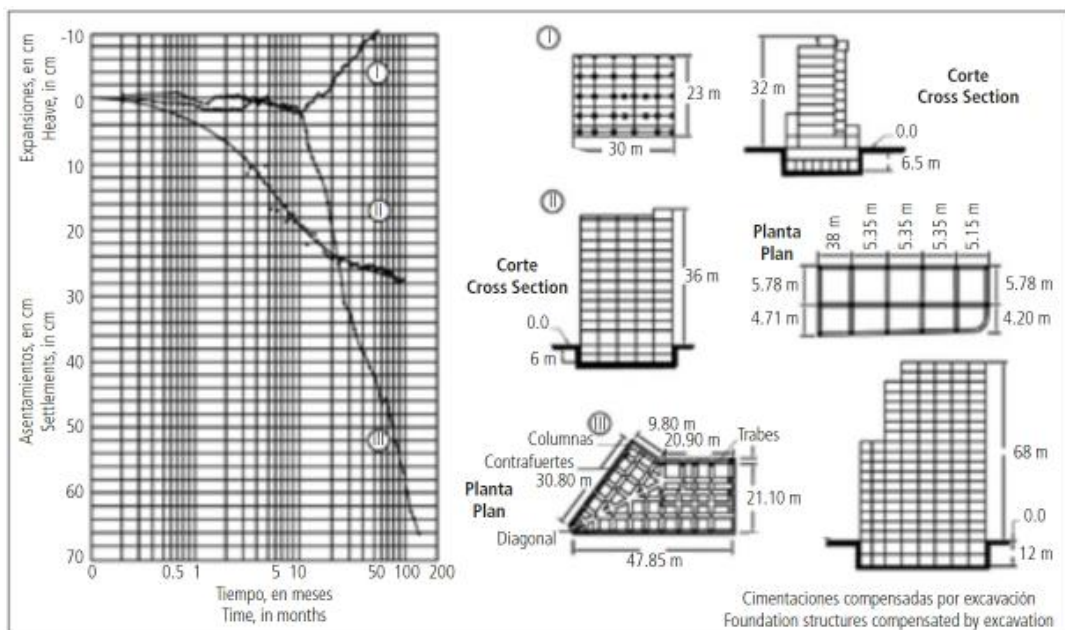 Expansiones, en cm
Heave, in cm
Asentamientos, en cm
Settlements, in cm
-10
0
10
20
30
40
50
60
70
I
II
III
0 0.5 1 5 10 50 100 200
Tiempo, en meses
Time, in months
I
23 m
30 m
32 m
Corte
Cross Section
0.0
6.5 m
II
Corte
Cross Section
36 m
0.0
6 m
Planta
Plan
38 m
5.35 m
5.35 m
5.35 m
5.15 m
5.78 m
4.71 m
5.78 m
4.20 m
III
9.80 m
20.90 m
Columnas
Trabes
Contrafuertes
30.80 m
Planta
Plan
21.10 m
Diagonal
47.85 m
68 m
0.0
12 m
Cimentaciones compensadas por excavación
Foundation structures compensated by excavation